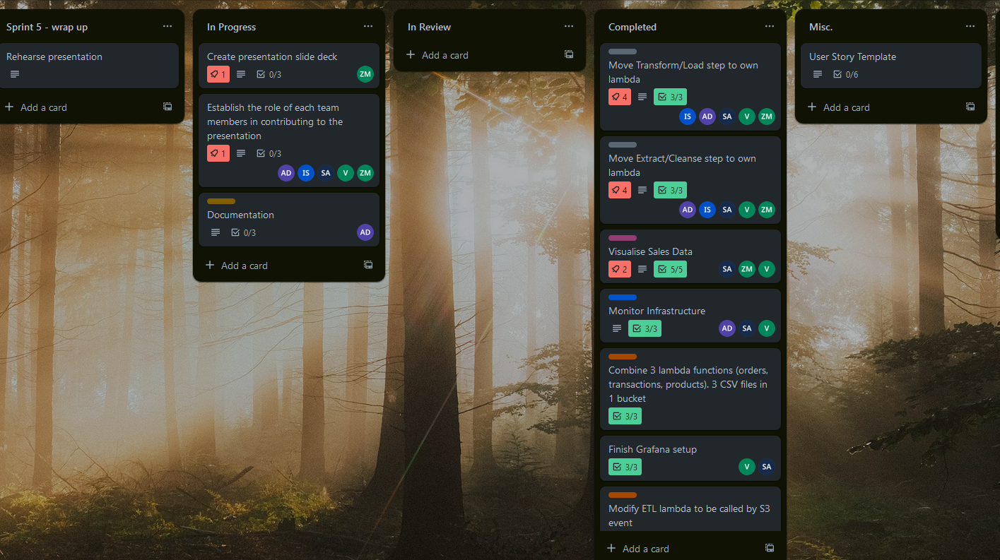 Sprint 5 - wrap up
Rehearse presentation
Add a card
In Progress
Create presentation slide deck
1 0/3 ZM
Establish the role of each team
members in contributing to the
presentation
1 0/3
AD IS SA V ZM
Documentation
0/3 AD
Add a card
In Review
Add a card
Completed
Move Transform/Load step to own
lambda
4 3/3
IS AD SA V ZM
Move Extract/Cleanse step to own
lambda
4 3/3
AD IS SA V ZM
Visualise Sales Data
2 5/5 SA ZM V
Monitor Infrastructure
3/3 AD SA V
Combine 3 lambda functions (orders,
transactions, products). 3 CSV files in
1 bucket
3/3
Finish Grafana setup
3/3 V SA
Modify ETL lambda to be called by S3
event
Add a card
Misc.
User Story Template
0/6
Add a card